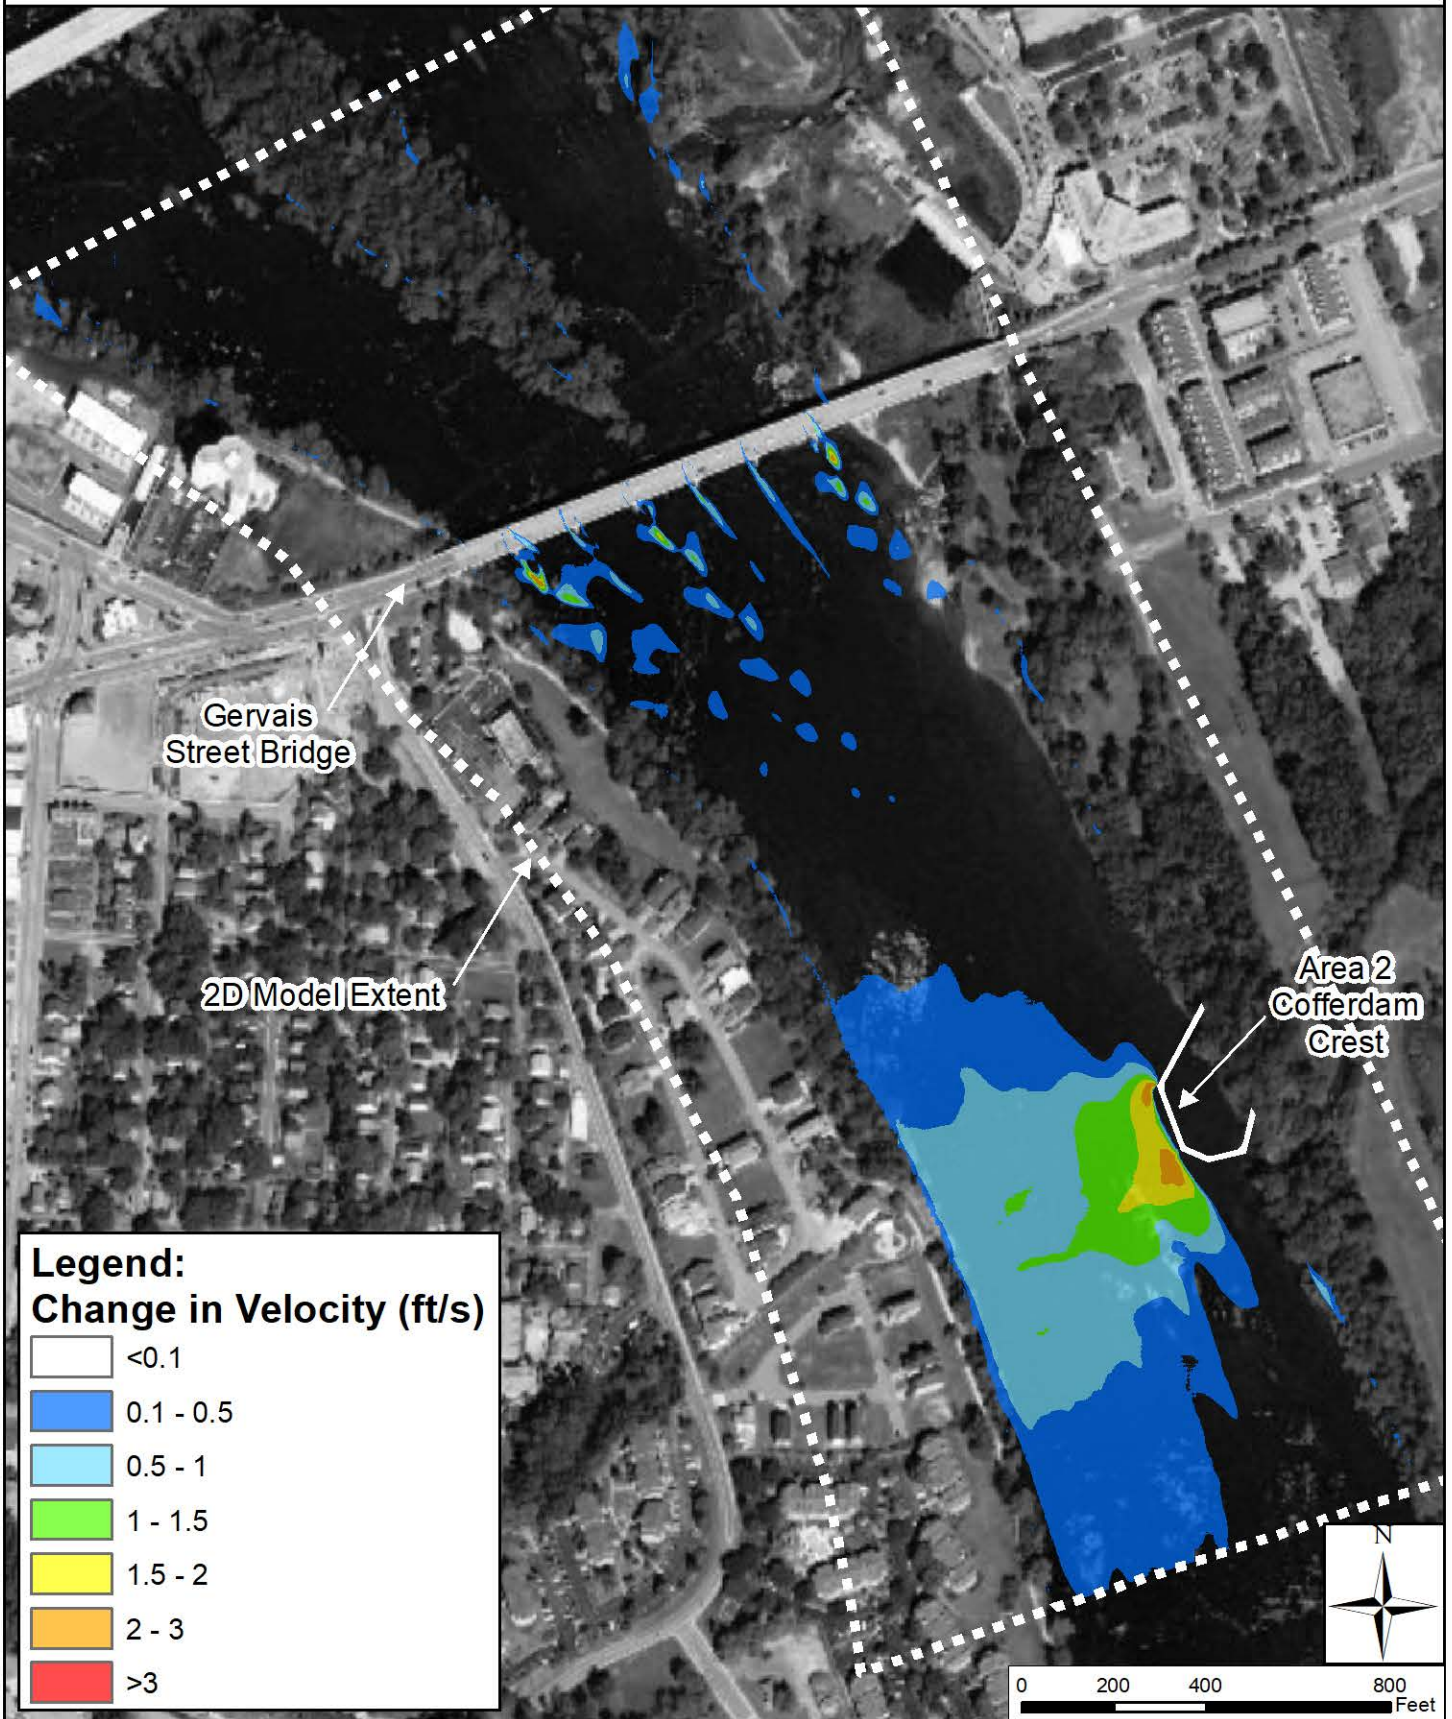 Gervais
Street Bridge
2D Model Extent
Area 2
Cofferdam
Crest
Legend:
Change in Velocity (ft/s)
<0.1
0.1 - 0.5
0.5 - 1
1 - 1.5
1.5 - 2
2 - 3
>3
N
0 200 400 800
Feet